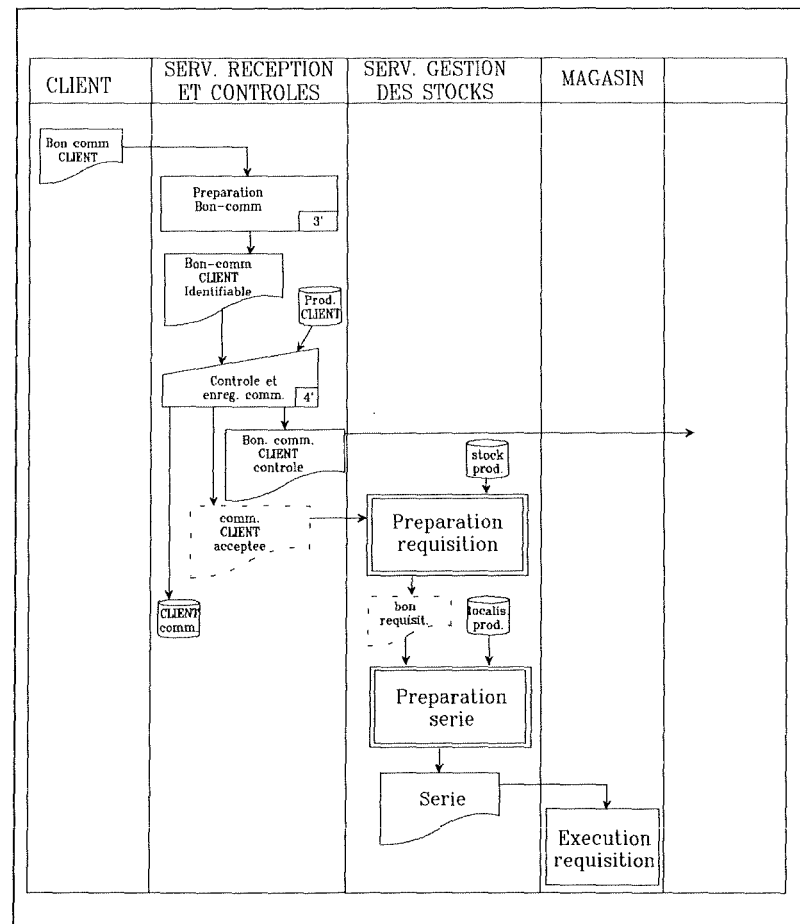 CLIENT
SERV. RECEPTION
ET CONTROLES
SERV. GESTION
DES STOCKS
MAGASIN
Bon comm
CLIENT
Preparation
Bon-comm
3'
Bon-comm
CLIENT
Identifiable
Prod.
CLIENT
Controle et
enreg. comm.
4'
Bon. comm.
CLIENT
controle
stock
prod.
comm.
CLIENT
acceptee
Preparation
requisition
CLIENT
comm.
bon
requisit.
localis.
prod.
Preparation
serie
Serie
Execution
requisition